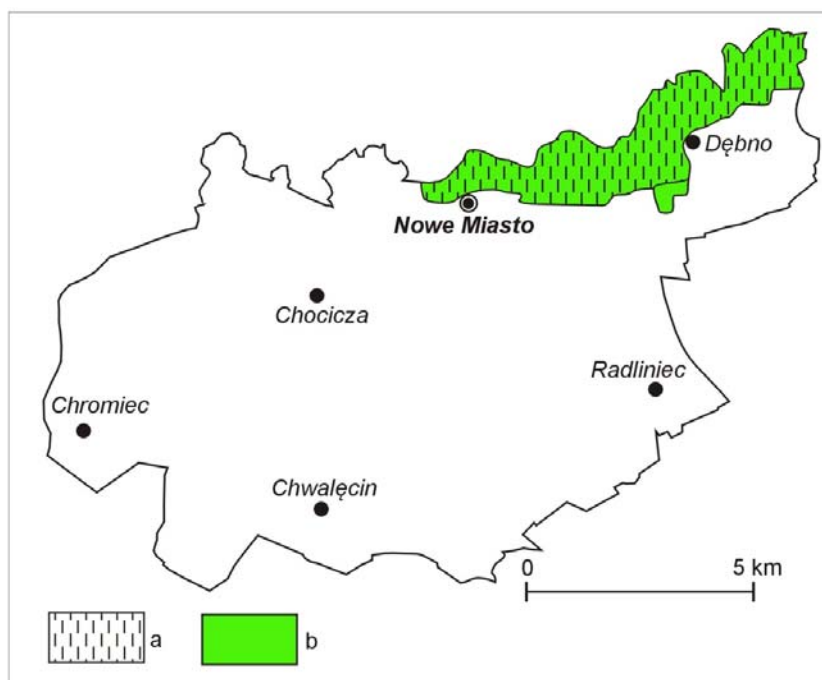 Dębno
Nowe Miasto
Chocicza
Radliniec
Chromiec
Chwalęcin
0 5 km
a b